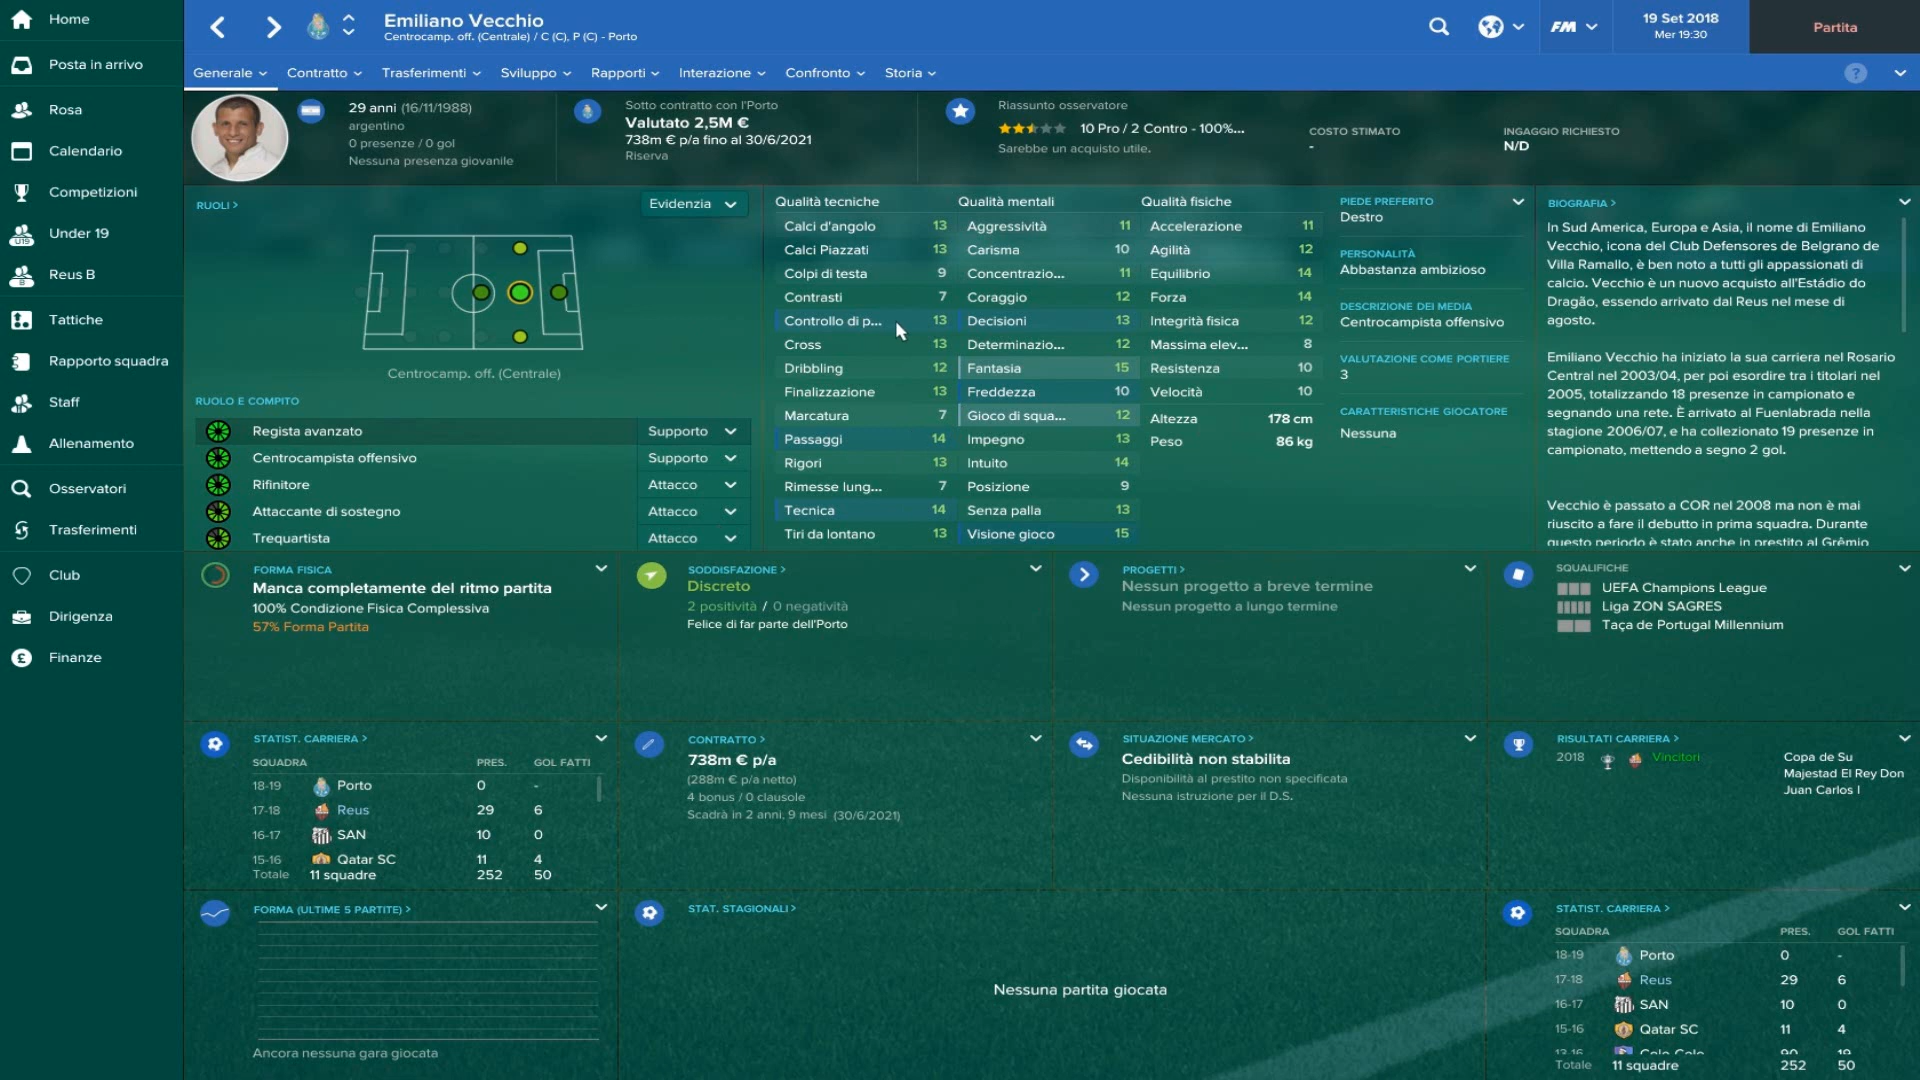 Home
Posta in arrivo
Rosa
Calendario
Competizioni
U19
Under 19
B
Reus B
Tattiche
Rapporto squadra
Staff
Allenamento
Osservatori
Trasferimenti
Club
Dirigenza
£
Finanze
Emiliano Vecchio
Centrocamp. off. (Centrale) / C (C), P (C) - Porto
FM
19 Set 2018
Mer 19:30
Partita
Generale
Contratto
Trasferimenti
Sviluppo
Rapporti
Interazione
Confronto
Storia
?
29 anni (16/11/1988)
argentino
0 presenze / 0 gol
Nessuna presenza giovanile
Sotto contratto con l'Porto
Valutato 2,5M €
738m € p/a fino al 30/6/2021
Riserva
Riassunto osservatore
10 Pro / 2 Contro - 100%...
Sarebbe un acquisto utile.
COSTO STIMATO
-
INGAGGIO RICHIESTO
N/D
RUOLI >
Evidenzia
Centrocamp. off. (Centrale)
RUOLO E COMPITO
Regista avanzato Supporto
Centrocampista offensivo Supporto
Rifinitore Attacco
Attaccante di sostegno Attacco
Trequartista Attacco
Qualità tecniche
Calci d'angolo 13
Calci Piazzati 13
Colpi di testa 9
Contrasti 7
Controllo di p... 13
Cross 13
Dribbling 12
Finalizzazione 13
Marcatura 7
Passaggi 14
Rigori 13
Rimesse lung... 7
Tecnica 14
Tiri da lontano 13
Qualità mentali
Aggressività 11
Carisma 10
Concentrazio... 11
Coraggio 12
Decisioni 13
Determinazio... 12
Fantasia 15
Freddezza 10
Gioco di squa... 12
Impegno 13
Intuito 14
Posizione 9
Senza palla 13
Visione gioco 15
Qualità fisiche
Accelerazione 11
Agilità 12
Equilibrio 14
Forza 14
Integrità fisica 12
Massima elev... 8
Resistenza 10
Velocità 10
Altezza 178 cm
Peso 86 kg
PIEDE PREFERITO
Destro
PERSONALITÀ
Abbastanza ambizioso
DESCRIZIONE DEI MEDIA
Centrocampista offensivo
VALUTAZIONE COME PORTIERE
3
CARATTERISTICHE GIOCATORE
Nessuna
BIOGRAFIA >
In Sud America, Europa e Asia, il nome di Emiliano
Vecchio, icona del Club Defensores de Belgrano de
Villa Ramallo, è ben noto a tutti gli appassionati di
calcio. Vecchio è un nuovo acquisto all'Estádio do
Dragão, essendo arrivato dal Reus nel mese di
agosto.
Emiliano Vecchio ha iniziato la sua carriera nel Rosario
Central nel 2003/04, per poi esordire tra i titolari nel
2005, totalizzando 18 presenze in campionato e
segnando una rete. È arrivato al Fuenlabrada nella
stagione 2006/07, e ha collezionato 19 presenze in
campionato, mettendo a segno 2 gol.
Vecchio è passato a COR nel 2008 ma non è mai
riuscito a fare il debutto in prima squadra. Durante
questo periodo è stato anche in prestito al Grêmio
FORMA FISICA
Manca completamente del ritmo partita
100% Condizione Fisica Complessiva
57% Forma Partita
SODDISFAZIONE >
Discreto
2 positività / 0 negatività
Felice di far parte dell'Porto
PROGETTI >
Nessun progetto a breve termine
Nessun progetto a lungo termine
SQUALIFICHE
UEFA Champions League
Liga ZON SAGRES
Taça de Portugal Millennium
STATIST. CARRIERA >
SQUADRA PRES. GOL FATTI
18-19 Porto 0 -
17-18 Reus 29 6
16-17 SAN 10 0
15-16 Qatar SC 11 4
Totale 11 squadre 252 50
CONTRATTO >
738m € p/a
(288m € p/a netto)
4 bonus / 0 clausole
Scadrà in 2 anni, 9 mesi (30/6/2021)
SITUAZIONE MERCATO >
Cedibilità non stabilita
Disponibilità al prestito non specificata
Nessuna istruzione per il D.S.
RISULTATI CARRIERA >
2018 Vincitori Copa de Su
Majestad El Rey Don
Juan Carlos I
FORMA (ULTIME 5 PARTITE) >
Ancora nessuna gara giocata
STAT. STAGIONALI >
Nessuna partita giocata
STATIST. CARRIERA >
SQUADRA PRES. GOL FATTI
18-19 Porto 0 -
17-18 Reus 29 6
16-17 SAN 10 0
15-16 Qatar SC 11 4
13-16 Colo-Colo 90 19
Totale 11 squadre 252 50